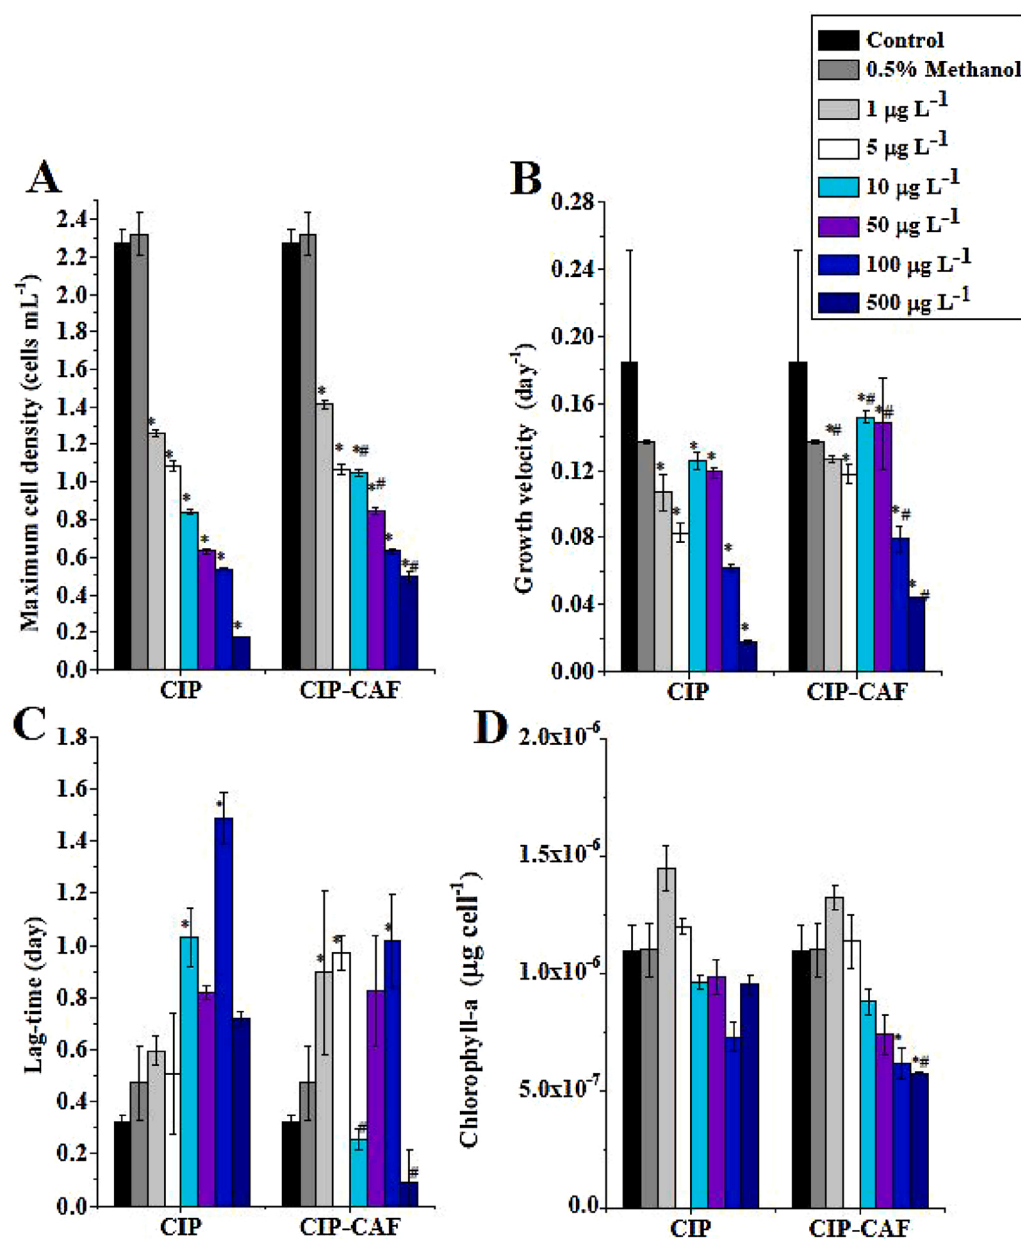 Control
0.5% Methanol
1 µg L⁻¹
5 µg L⁻¹
10 µg L⁻¹
50 µg L⁻¹
100 µg L⁻¹
500 µg L⁻¹
A
Maximum cell density (cells mL⁻¹)
2.4
2.2
2.0
1.8
1.6
1.4
1.2
1.0
0.8
0.6
0.4
0.2
0.0
* * * * * * *
* * *# *# * *#
CIP
CIP-CAF
B
Growth velocity (day⁻¹)
0.28
0.24
0.20
0.16
0.12
0.08
0.04
0.00
* * * * * *
*# * *# *# *# *#
CIP
CIP-CAF
C
Lag-time (day)
1.8
1.6
1.4
1.2
1.0
0.8
0.6
0.4
0.2
0.0
* *
* * # * #
CIP
CIP-CAF
D
Chlorophyll-a (µg cell⁻¹)
2.0x10⁻⁶
1.5x10⁻⁶
1.0x10⁻⁶
5.0x10⁻⁷
0.0
* *#
CIP
CIP-CAF